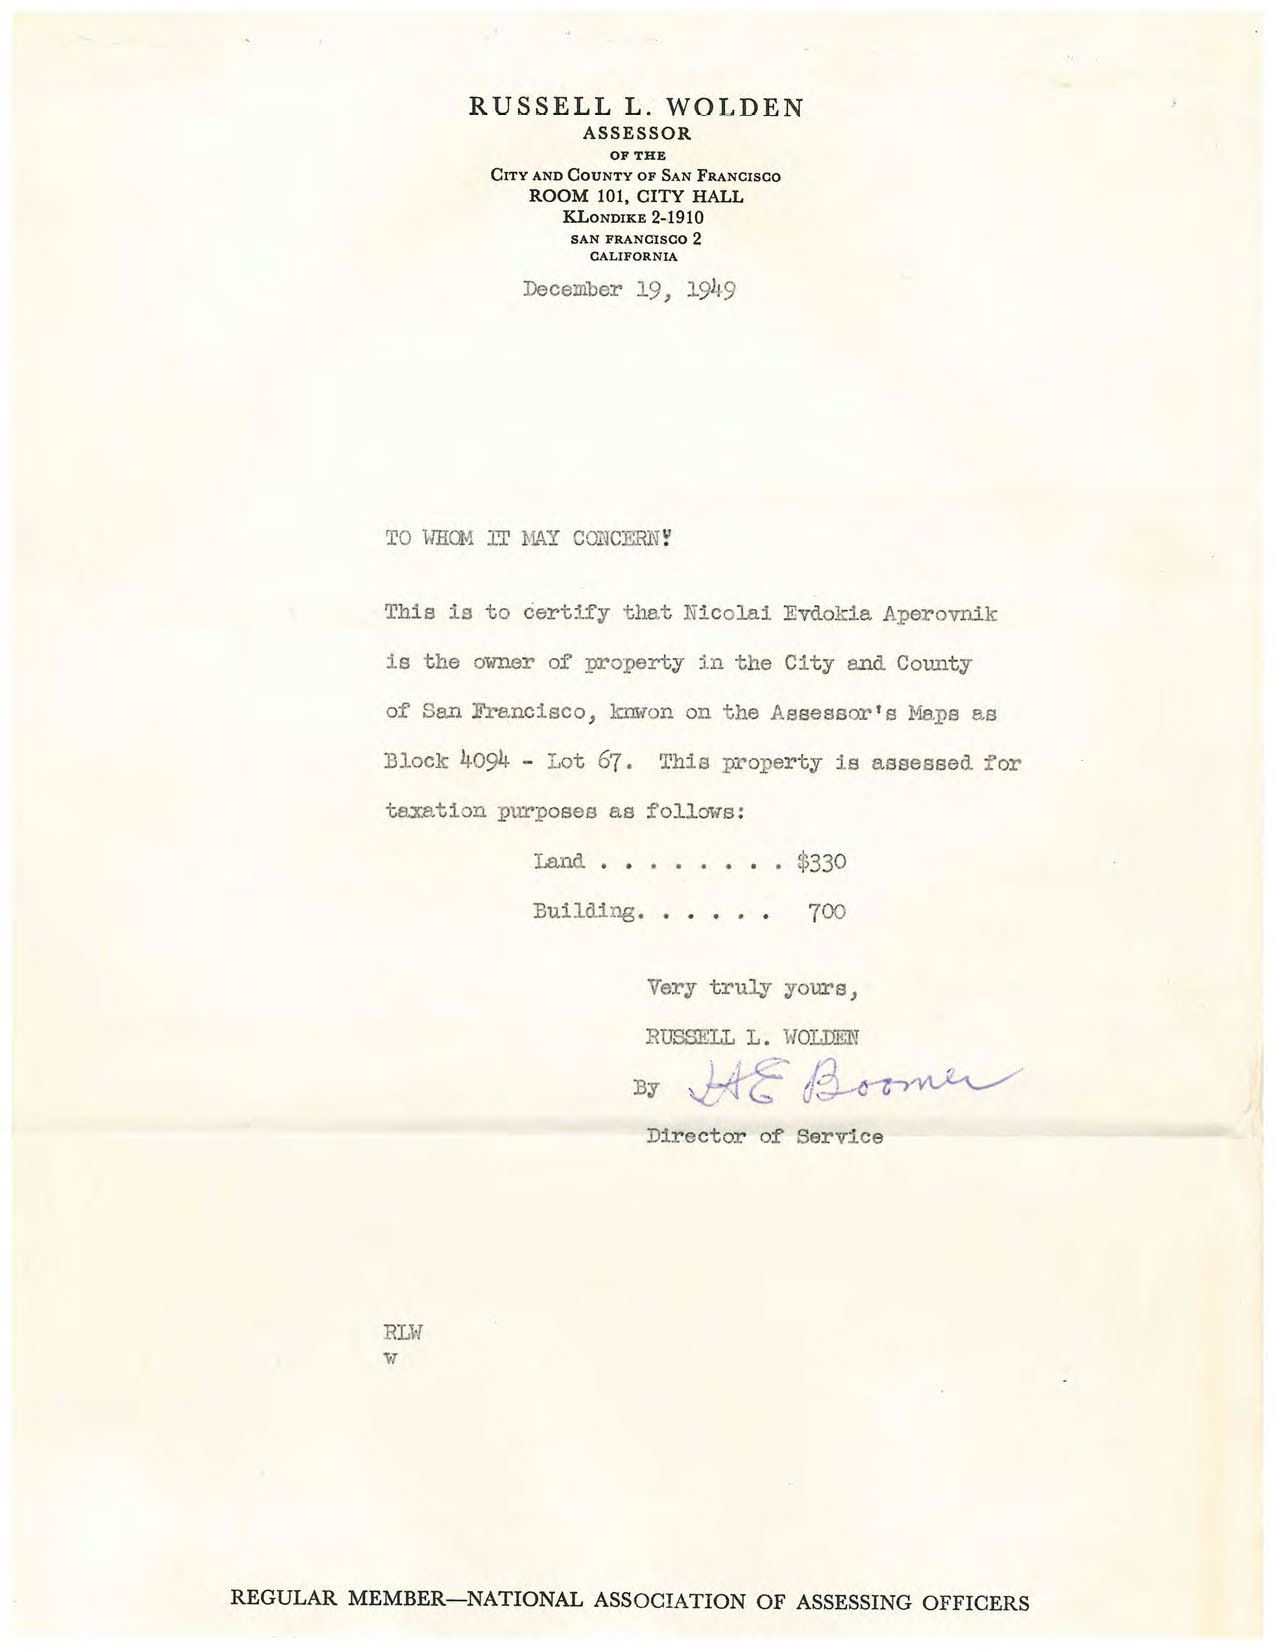 RUSSELL L. WOLDEN
ASSESSOR
OF THE
CITY AND COUNTY OF SAN FRANCISCO
ROOM 101, CITY HALL
KLONDIKE 2-1910
SAN FRANCISCO 2
CALIFORNIA
December 19, 1949
TO WHOM IT MAY CONCERN:
This is to certify that Nicolai Evdokia Aperovnik
is the owner of property in the City and County
of San Francisco, knwon on the Assessor's Maps as
Block 4094 - Lot 67. This property is assessed for
taxation purposes as follows:
Land . . . . . . . . $330
Building. . . . . . 700
Very truly yours,
RUSSELL L. WOLDEN
By H E Boomer
Director of Service
RLW
W
REGULAR MEMBER—NATIONAL ASSOCIATION OF ASSESSING OFFICERS